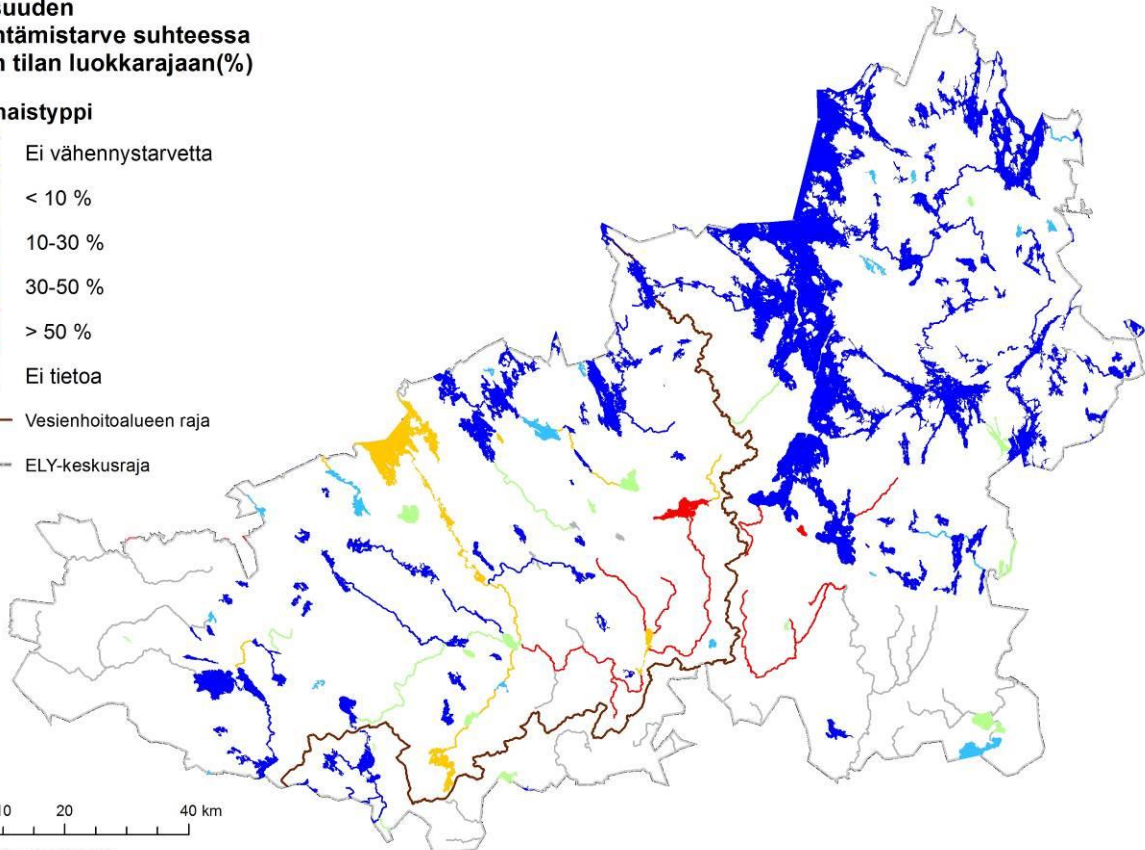 suuden
ntämistarve suhteessa
n tilan luokkarajaan(%)
naistyppi
Ei vähennystarvetta
< 10 %
10-30 %
30-50 %
> 50 %
Ei tietoa
Vesienhoitoalueen raja
ELY-keskusraja
10 20 40 km